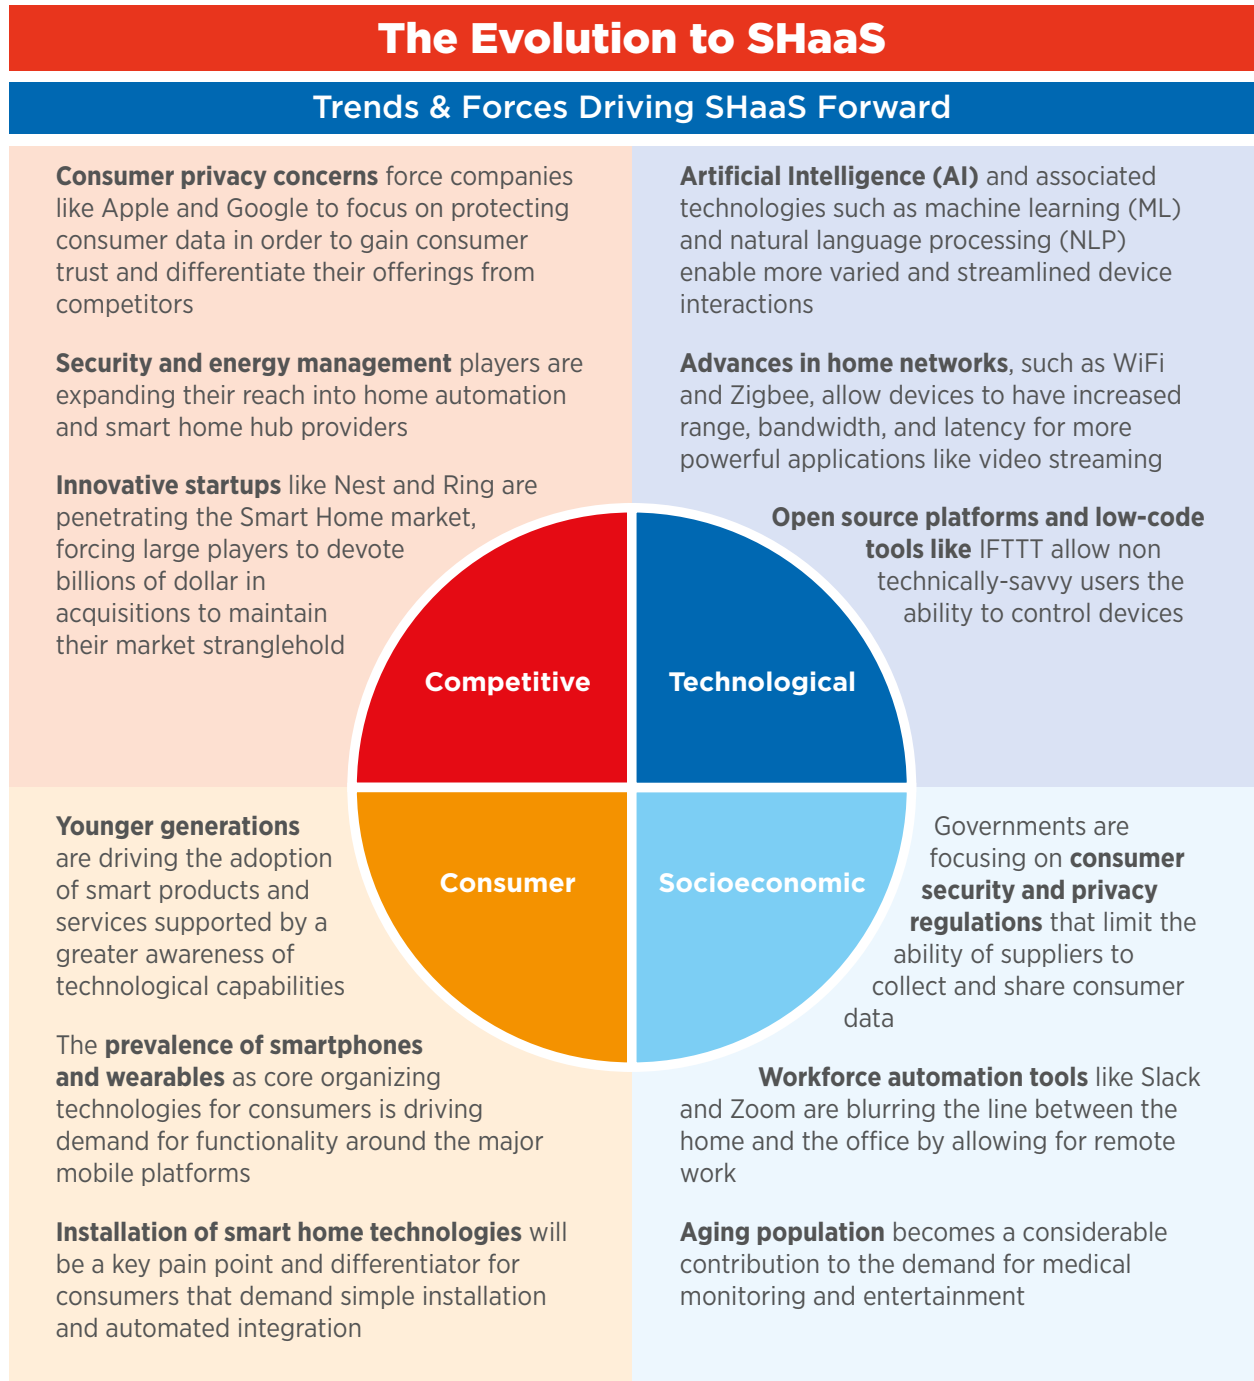 The Evolution to SHaaS
Trends & Forces Driving SHaaS Forward
Consumer privacy concerns force companies
like Apple and Google to focus on protecting
consumer data in order to gain consumer
trust and differentiate their offerings from
competitors
Security and energy management players are
expanding their reach into home automation
and smart home hub providers
Innovative startups like Nest and Ring are
penetrating the Smart Home market,
forcing large players to devote
billions of dollar in
acquisitions to maintain
their market stranglehold
Artificial Intelligence (AI) and associated
technologies such as machine learning (ML)
and natural language processing (NLP)
enable more varied and streamlined device
interactions
Advances in home networks, such as WiFi
and Zigbee, allow devices to have increased
range, bandwidth, and latency for more
powerful applications like video streaming
Open source platforms and low-code
tools like IFTTT allow non
technically-savvy users the
ability to control devices
Competitive
Technological
Consumer
Socioeconomic
Younger generations
are driving the adoption
of smart products and
services supported by a
greater awareness of
technological capabilities
The prevalence of smartphones
and wearables as core organizing
technologies for consumers is driving
demand for functionality around the major
mobile platforms
Installation of smart home technologies will
be a key pain point and differentiator for
consumers that demand simple installation
and automated integration
Governments are
focusing on consumer
security and privacy
regulations that limit the
ability of suppliers to
collect and share consumer
data
Workforce automation tools like Slack
and Zoom are blurring the line between the
home and the office by allowing for remote
work
Aging population becomes a considerable
contribution to the demand for medical
monitoring and entertainment